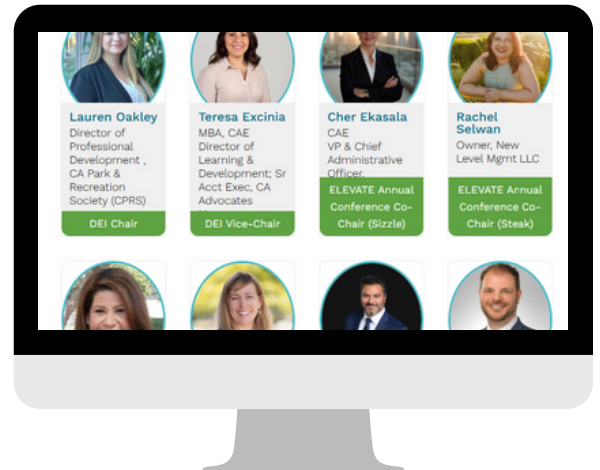 Lauren Oakley
Director of
Professional
Development ,
CA Park &
Recreation
Society (CPRS)
DEI Chair
Teresa Excinia
MBA, CAE
Director of
Learning &
Development; Sr
Acct Exec, CA
Advocates
DEI Vice-Chair
Cher Ekasala
CAE
VP & Chief
Administrative
Officer,
ELEVATE Annual
Conference Co-
Chair (Sizzle)
Rachel
Selwan
Owner, New
Level Mgmt LLC
ELEVATE Annual
Conference Co-
Chair (Steak)